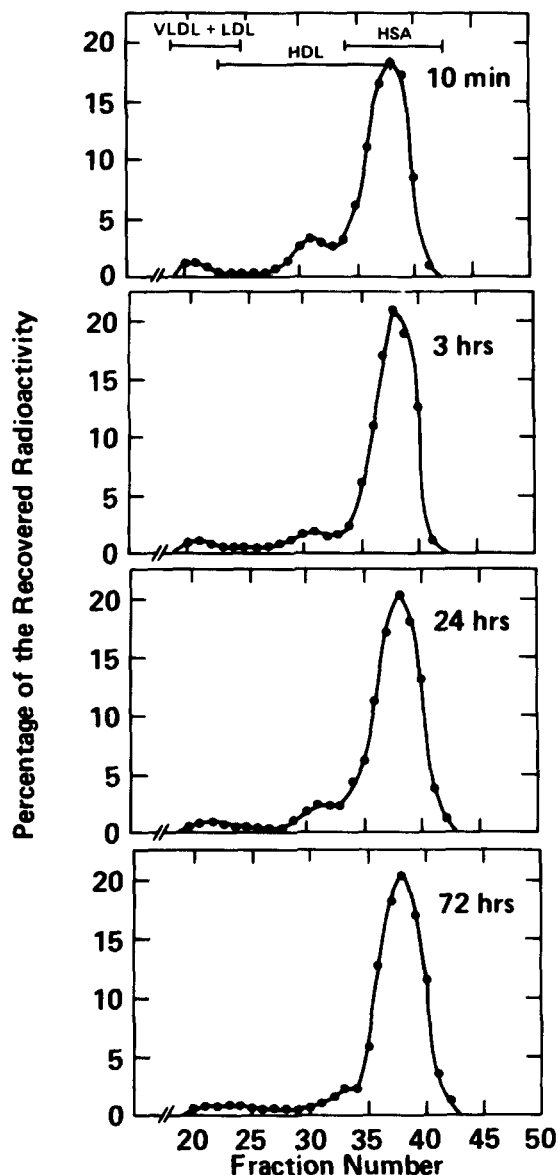 Percentage of the Recovered Radioactivity
20
15
10
5
0
VLDL + LDL
HDL
HSA
10 min
20
15
10
5
0
3 hrs
20
15
10
5
0
24 hrs
20
15
10
5
0
72 hrs
20 25 30 35 40 45 50
Fraction Number